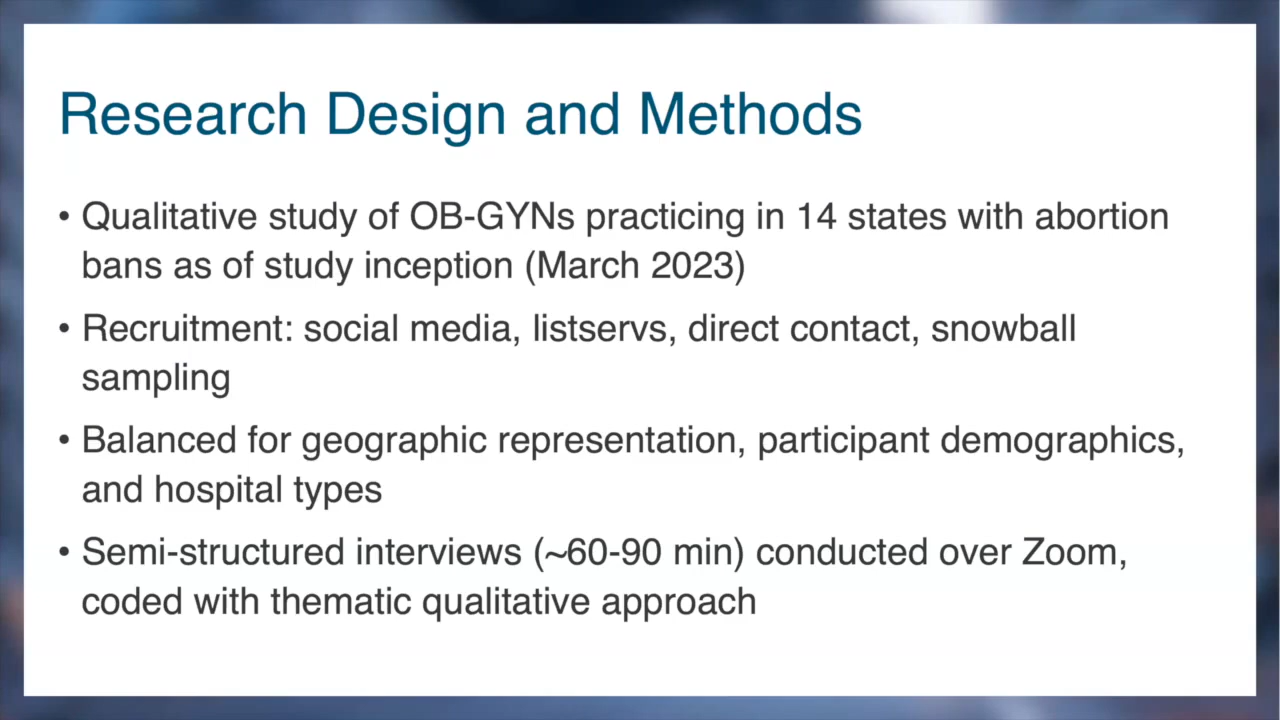 Research Design and Methods
• Qualitative study of OB-GYNs practicing in 14 states with abortion
bans as of study inception (March 2023)
• Recruitment: social media, listservs, direct contact, snowball
sampling
• Balanced for geographic representation, participant demographics,
and hospital types
• Semi-structured interviews (~60-90 min) conducted over Zoom,
coded with thematic qualitative approach